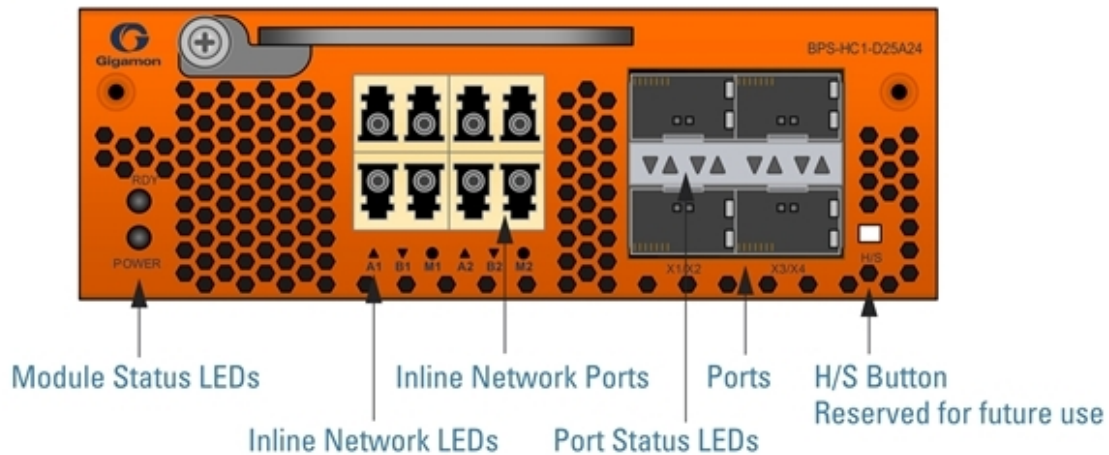 Gigamon
BPS-HC1-D25A24
RDY
POWER
A1 B1 M1 A2 B2 M2
X1/X2 X3/X4
H/S
Module Status LEDs
Inline Network Ports
Ports
H/S Button
Reserved for future use
Inline Network LEDs
Port Status LEDs